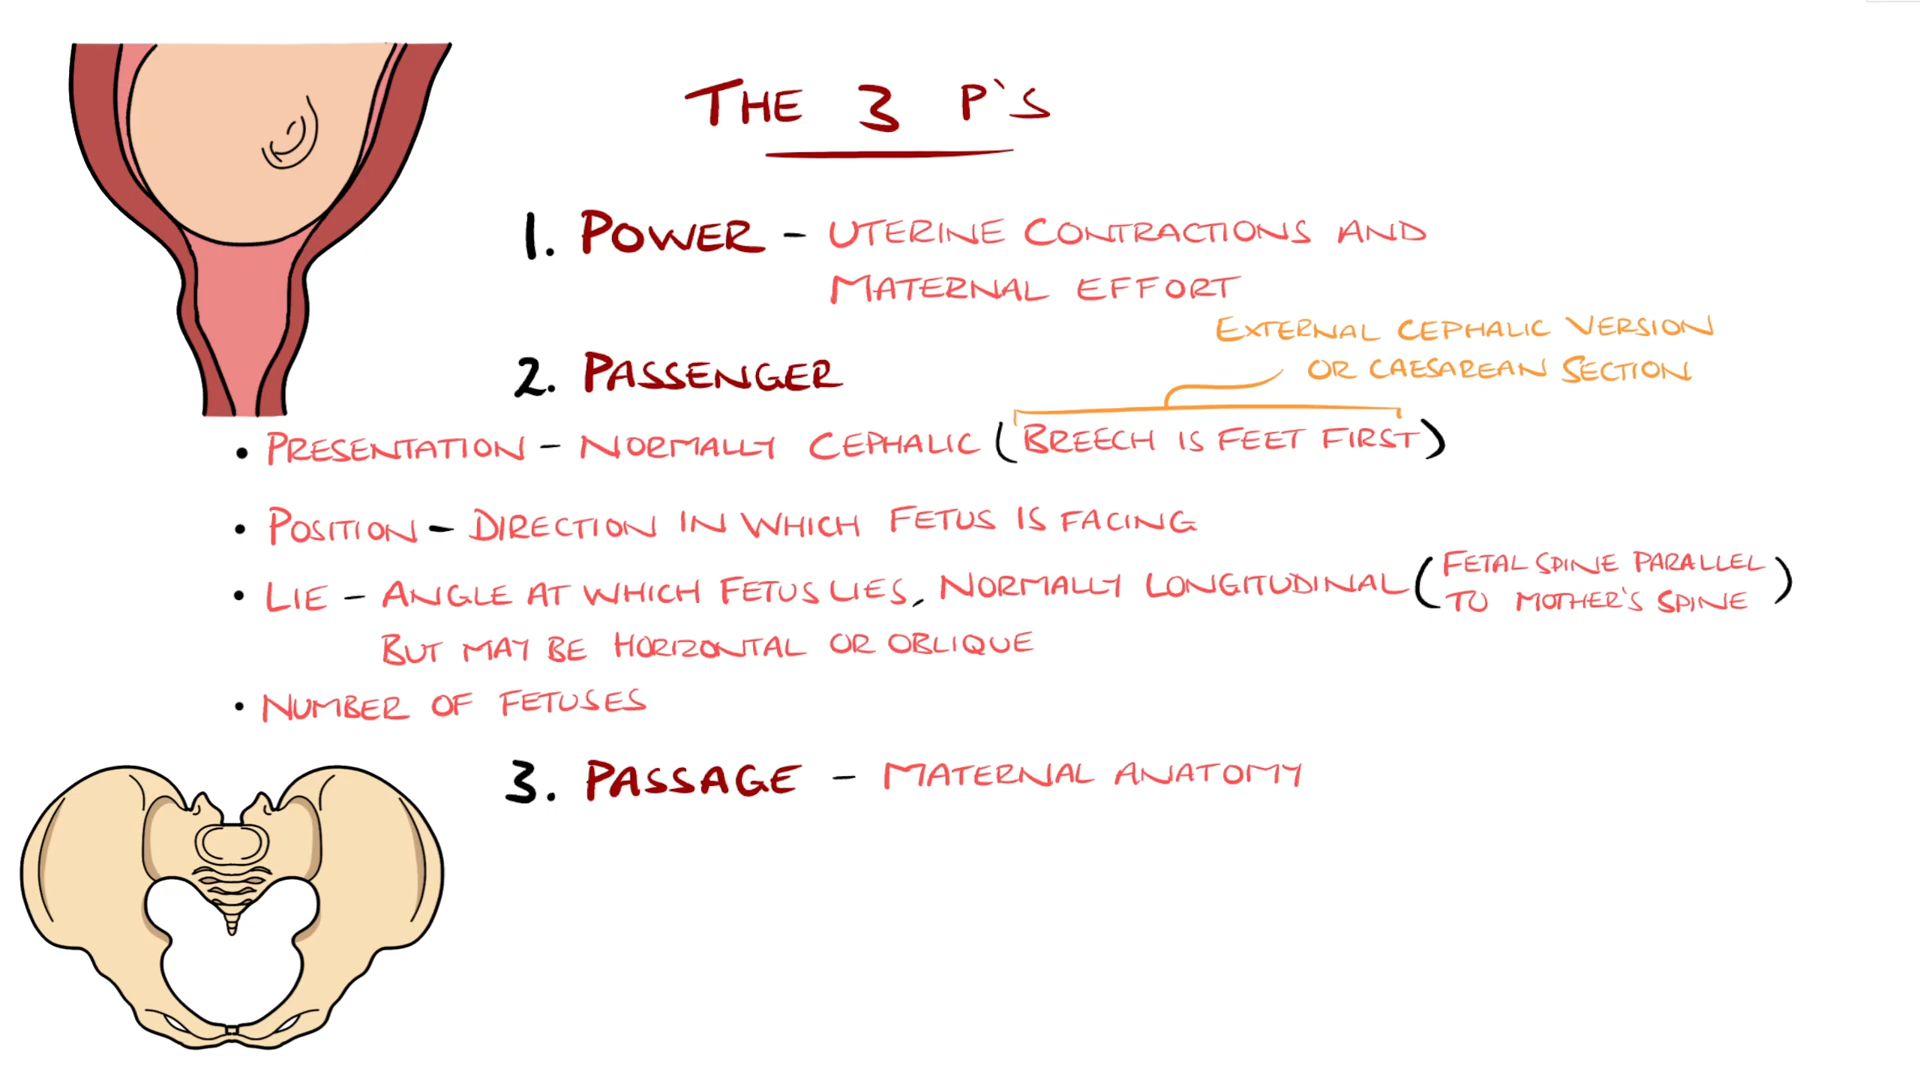 THE 3 P's
1. POWER - UTERINE CONTRACTIONS AND
MATERNAL EFFORT
EXTERNAL CEPHALIC VERSION
OR CAESAREAN SECTION
2. PASSENGER
• PRESENTATION - NORMALLY CEPHALIC (BREECH IS FEET FIRST)
• POSITION - DIRECTION IN WHICH FETUS IS FACING
• LIE - ANGLE AT WHICH FETUS LIES, NORMALLY LONGITUDINAL (FETAL SPINE PARALLEL
TO MOTHER'S SPINE)
BUT MAY BE HORIZONTAL OR OBLIQUE
• NUMBER OF FETUSES
3. PASSAGE - MATERNAL ANATOMY